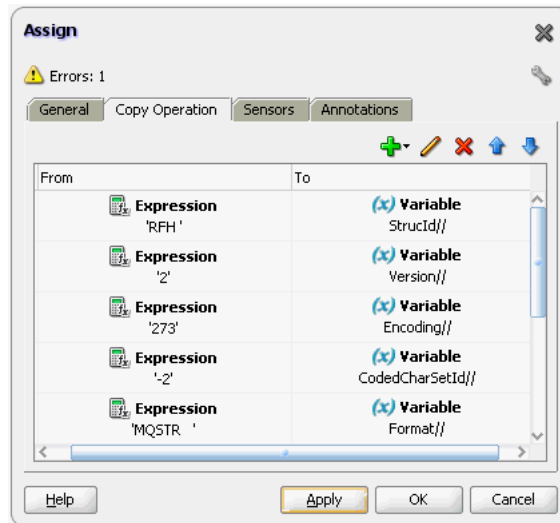 Assign
Errors: 1
General Copy Operation Sensors Annotations
From To
Expression (x) Variable
'RFH ' StrucId//
Expression (x) Variable
'2' Version//
Expression (x) Variable
'273' Encoding//
Expression (x) Variable
'-2' CodedCharSetId//
Expression (x) Variable
'MQSTR  ' Format//
Help Apply OK Cancel